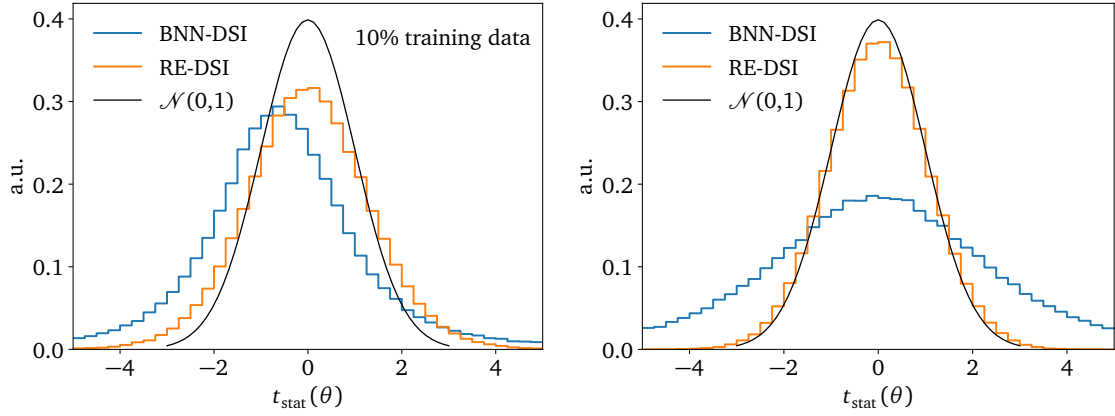 0.4
0.3
0.2
0.1
0.0
a.u.
BNN-DSI
RE-DSI
𝒩(0,1)
10% training data
−4 −2 0 2 4
t_stat(θ)
0.4
0.3
0.2
0.1
0.0
a.u.
BNN-DSI
RE-DSI
𝒩(0,1)
−4 −2 0 2 4
t_stat(θ)